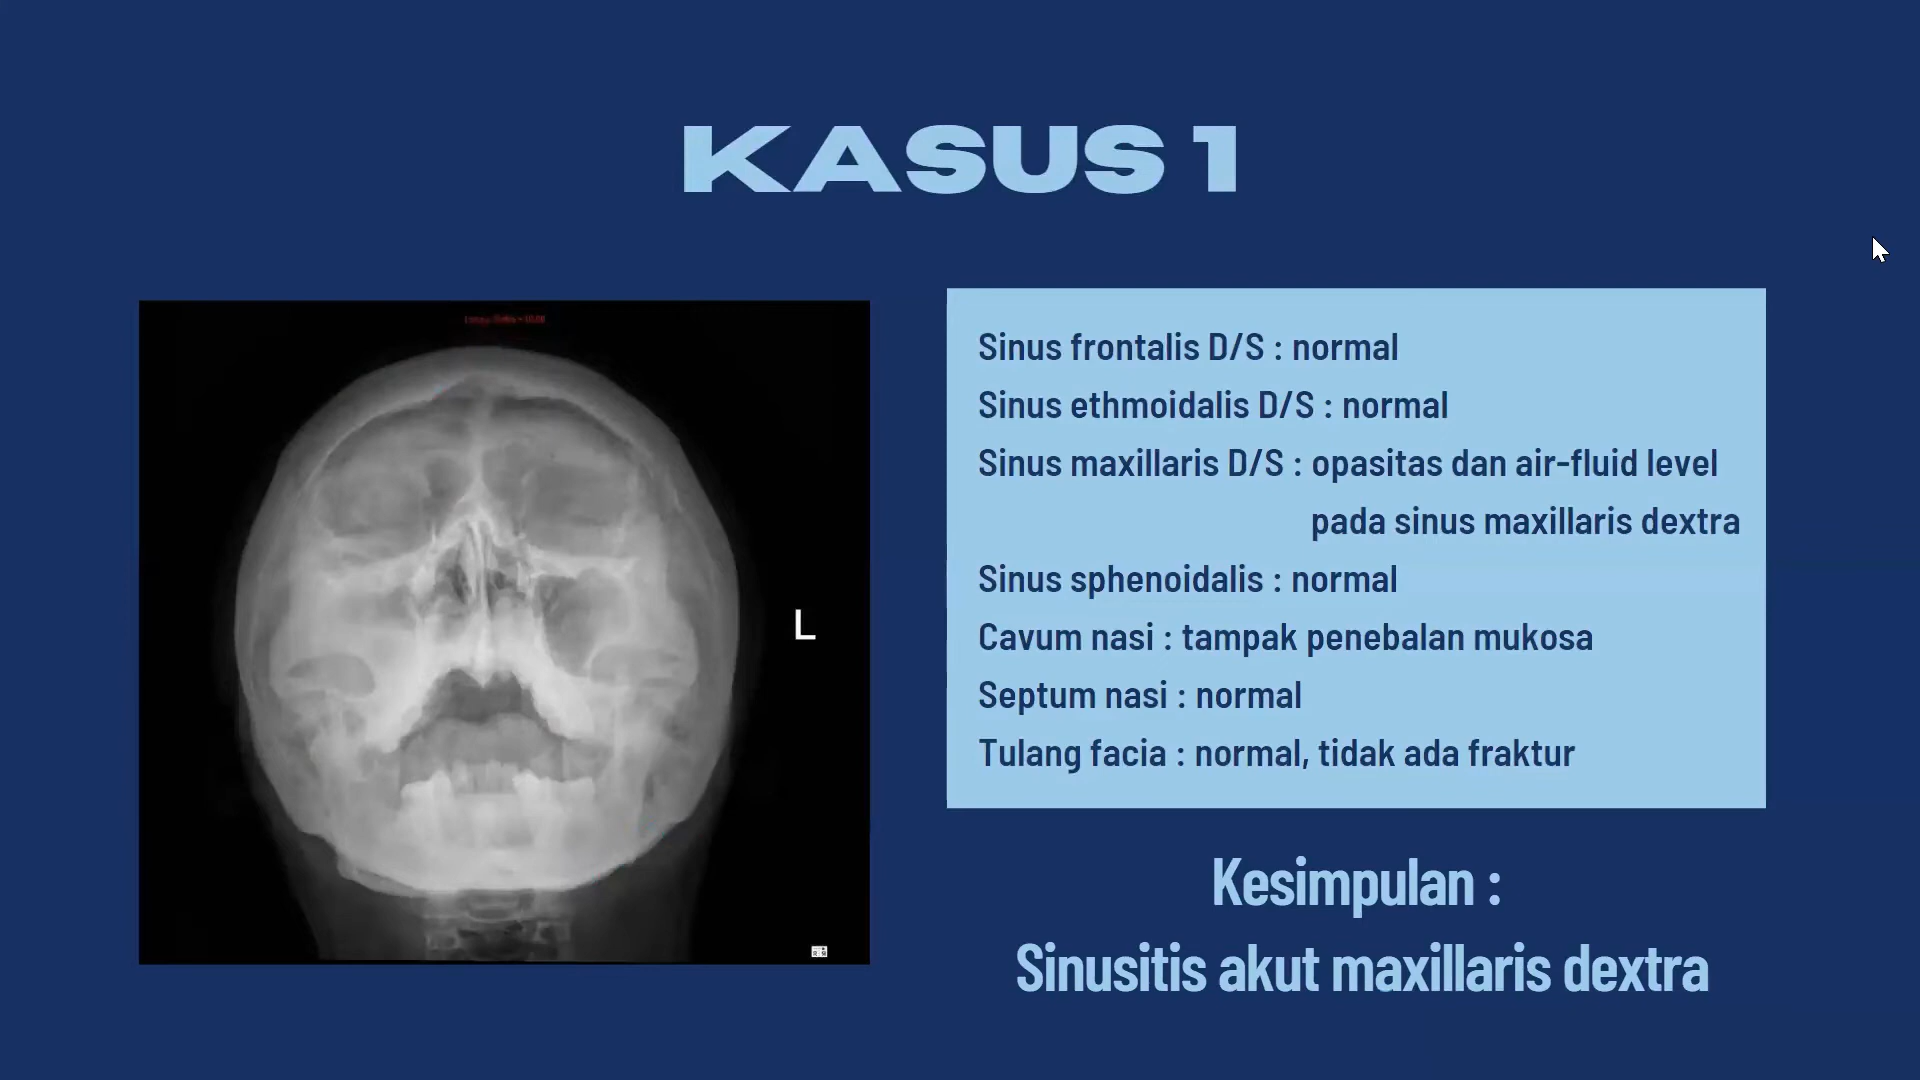 KASUS 1
L
Sinus frontalis D/S : normal
Sinus ethmoidalis D/S : normal
Sinus maxillaris D/S : opasitas dan air-fluid level
pada sinus maxillaris dextra
Sinus sphenoidalis : normal
Cavum nasi : tampak penebalan mukosa
Septum nasi : normal
Tulang facia : normal, tidak ada fraktur
Kesimpulan :
Sinusitis akut maxillaris dextra